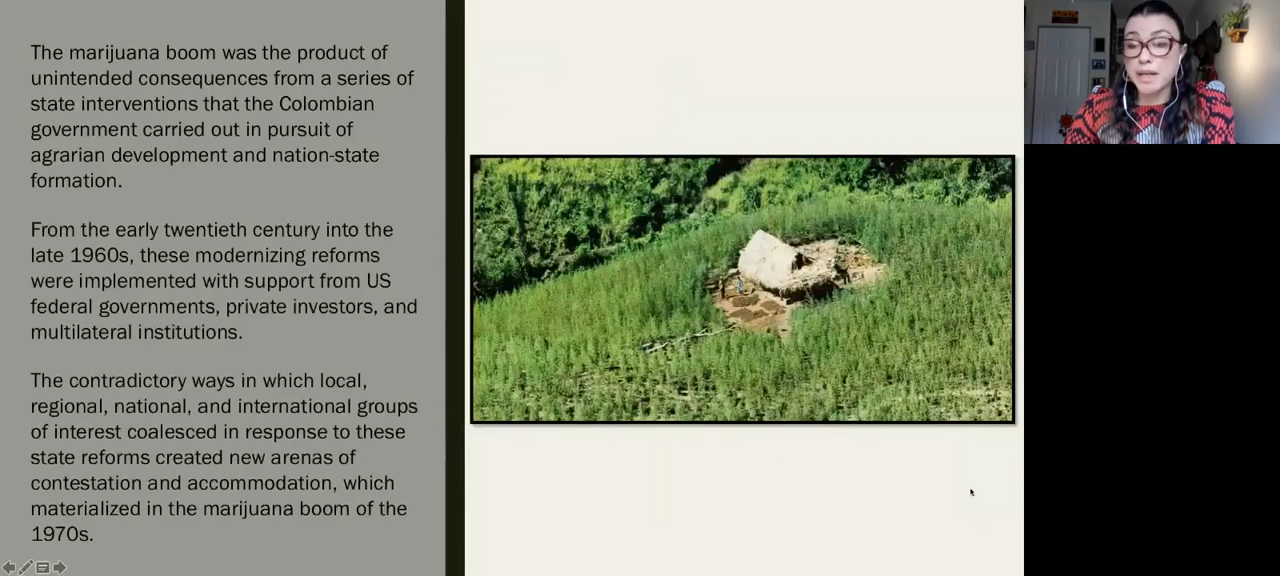 The marijuana boom was the product of
unintended consequences from a series of
state interventions that the Colombian
government carried out in pursuit of
agrarian development and nation-state
formation.
From the early twentieth century into the
late 1960s, these modernizing reforms
were implemented with support from US
federal governments, private investors, and
multilateral institutions.
The contradictory ways in which local,
regional, national, and international groups
of interest coalesced in response to these
state reforms created new arenas of
contestation and accommodation, which
materialized in the marijuana boom of the
1970s.